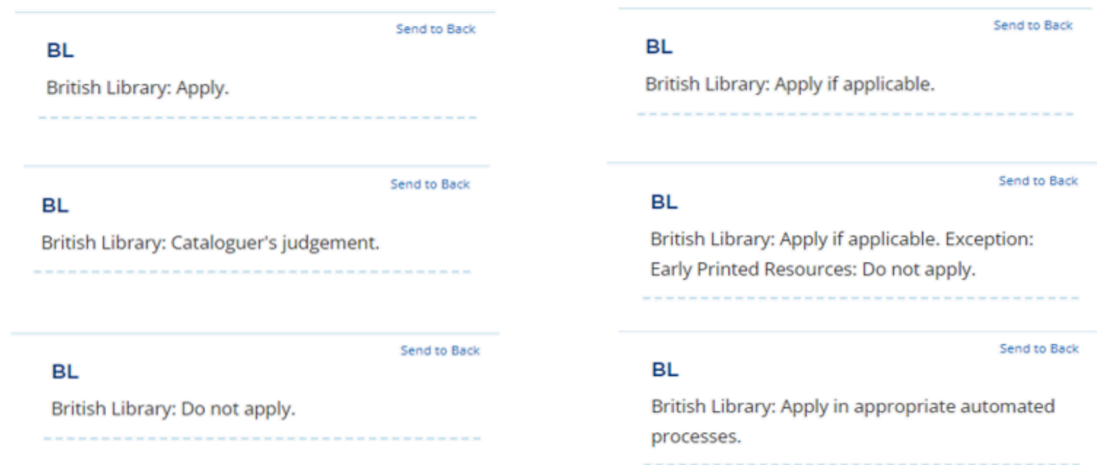 Send to Back
BL
British Library: Apply.
Send to Back
BL
British Library: Apply if applicable.
Send to Back
BL
British Library: Cataloguer's judgement.
Send to Back
BL
British Library: Apply if applicable. Exception:
Early Printed Resources: Do not apply.
Send to Back
BL
British Library: Do not apply.
Send to Back
BL
British Library: Apply in appropriate automated
processes.